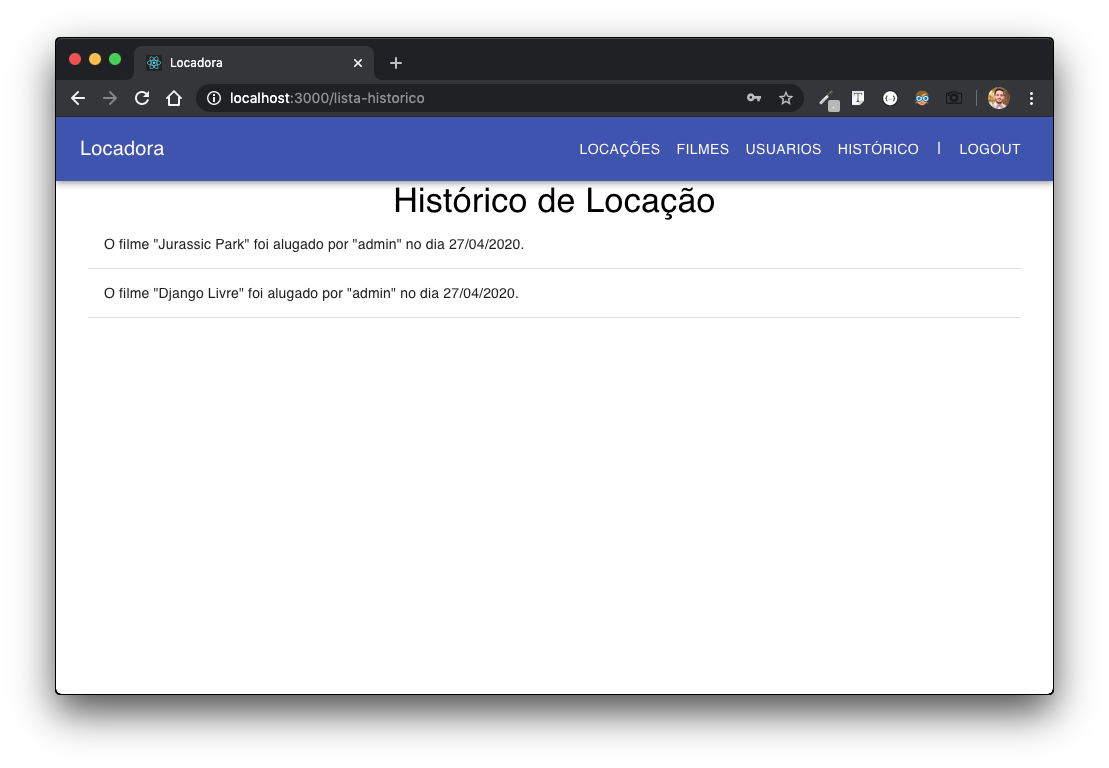 Locadora
localhost:3000/lista-historico
Locadora LOCAÇÕES FILMES USUARIOS HISTÓRICO | LOGOUT
Histórico de Locação
O filme "Jurassic Park" foi alugado por "admin" no dia 27/04/2020.
O filme "Django Livre" foi alugado por "admin" no dia 27/04/2020.